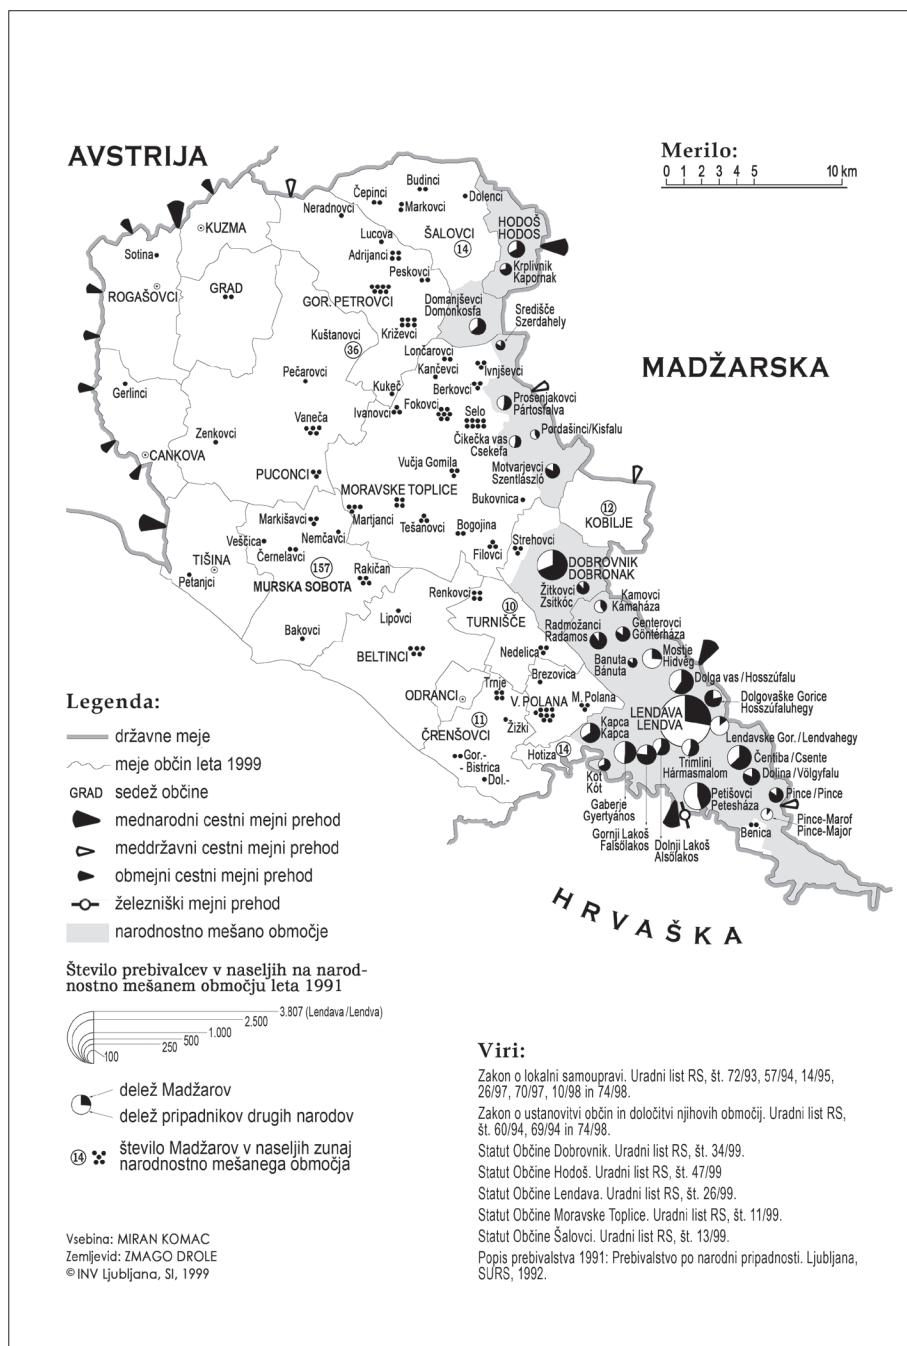 AVSTRIJA
Merilo:
0 1 2 3 4 5 10 km
Budinci
Čepinci
Dolenci
Neradnovci
Markovci
HODOŠ
HODOS
KUZMA
Lucova
ŠALOVCI
14
Sotina
Adrijanci
Krplivnik
Kapornak
Peskovci
ROGAŠOVCI
GRAD
GOR. PETROVCI
Domanjševci
Domonkosfa
Središče
Szerdahely
Kuštanovci
Križevci
36
Lončarovci
MADŽARSKA
Pečarovci
Kančevci
Ivnjševci
Gerlinci
Kukeč
Berkovci
Prosenjakovci
Pártosfalva
Ivanovci
Fokovci
Selo
Vaneča
Pordašinci/Kisfalu
Zenkovci
Čikečka vas
Csekefa
CANKOVA
Vučja Gomila
Motvarjevci
Szentlászló
PUCONCI
MORAVSKE TOPLICE
Bukovnica
12
KOBILJE
Markišavci
Martjanci
Tešanovci
Bogojina
Nemčavci
Strehovci
Veščica
Černelavci
Filovci
TIŠINA
157
Rakičan
DOBROVNIK
DOBRONAK
Petanjci
MURSKA SOBOTA
Žitkovci
Zsitkóc
Renkovci
Kamovci
Kámaháza
10
TURNIŠČE
Lipovci
Radmožanci
Radamos
Genterovci
Göntérháza
Bakovci
Mostje
Hidvég
BELTINCI
Nedelica
Banuta
Bánuta
Dolga vas / Hosszúfalu
Brezovica
Trnje
Dolgovaške Gorice
Hosszúfaluhegy
ODRANCI
V. POLANA
M. Polana
LENDAVA
LENDVA
11
ČRENŠOVCI
Žižki
Kapca
Kapca
Lendavske Gor. / Lendvahegy
Gor.-
- Bistrica
Dol.-
Hotiza
14
Trimlini
Hármasmalom
Čentiba / Csente
Dolina / Völgyfalu
Kot
Kót
Petišovci
Petesháza
Pince / Pince
Gaberje
Gyertyános
Pince-Marof
Pince-Major
Benica
Gornji Lakoš
Falsölakos
Dolnji Lakoš
Alsólakos
HRVAŠKA
Legenda:
državne meje
meje občin leta 1999
GRAD sedež občine
mednarodni cestni mejni prehod
meddržavni cestni mejni prehod
obmejni cestni mejni prehod
železniški mejni prehod
narodnostno mešano območje
Število prebivalcev v naseljih na narod-
nostno mešanem območju leta 1991
3.807 (Lendava/Lendva)
2.500
1.000
500
250
100
delež Madžarov
delež pripadnikov drugih narodov
14 število Madžarov v naseljih zunaj
narodnostno mešanega območja
Vsebina: MIRAN KOMAC
Zemljevid: ZMAGO DROLE
© INV Ljubljana, SI, 1999
Viri:
Zakon o lokalni samoupravi. Uradni list RS, št. 72/93, 57/94, 14/95,
26/97, 70/97, 10/98 in 74/98.
Zakon o ustanovitvi občin in določitvi njihovih območij. Uradni list RS,
št. 60/94, 69/94 in 74/98.
Statut Občine Dobrovnik. Uradni list RS, št. 34/99.
Statut Občine Hodoš. Uradni list RS, št. 47/99
Statut Občine Lendava. Uradni list RS, št. 26/99.
Statut Občine Moravske Toplice. Uradni list RS, št. 11/99.
Statut Občine Šalovci. Uradni list RS, št. 13/99.
Popis prebivalstva 1991: Prebivalstvo po narodni pripadnosti. Ljubljana,
SURS, 1992.